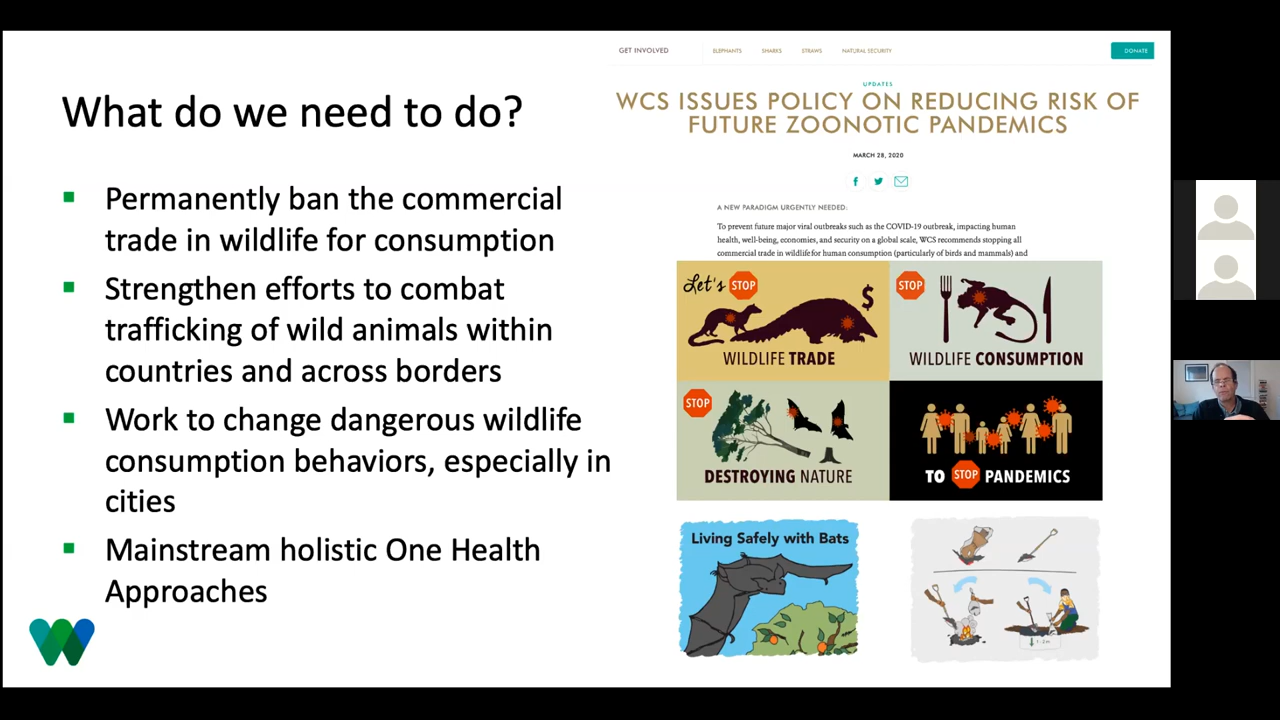 What do we need to do?
Permanently ban the commercial
trade in wildlife for consumption
Strengthen efforts to combat
trafficking of wild animals within
countries and across borders
Work to change dangerous wildlife
consumption behaviors, especially in
cities
Mainstream holistic One Health
Approaches
GET INVOLVED
ELEPHANTS
SHARKS
STRAWS
NATURAL SECURITY
DONATE
UPDATES
WCS ISSUES POLICY ON REDUCING RISK OF
FUTURE ZOONOTIC PANDEMICS
MARCH 28, 2020
A NEW PARADIGM URGENTLY NEEDED:
To prevent future major viral outbreaks such as the COVID-19 outbreak, impacting human
health, well-being, economies, and security on a global scale, WCS recommends stopping all
commercial trade in wildlife for human consumption (particularly of birds and mammals) and
Let's STOP
$
WILDLIFE TRADE
STOP
WILDLIFE CONSUMPTION
STOP
DESTROYING NATURE
TO STOP PANDEMICS
Living Safely with Bats